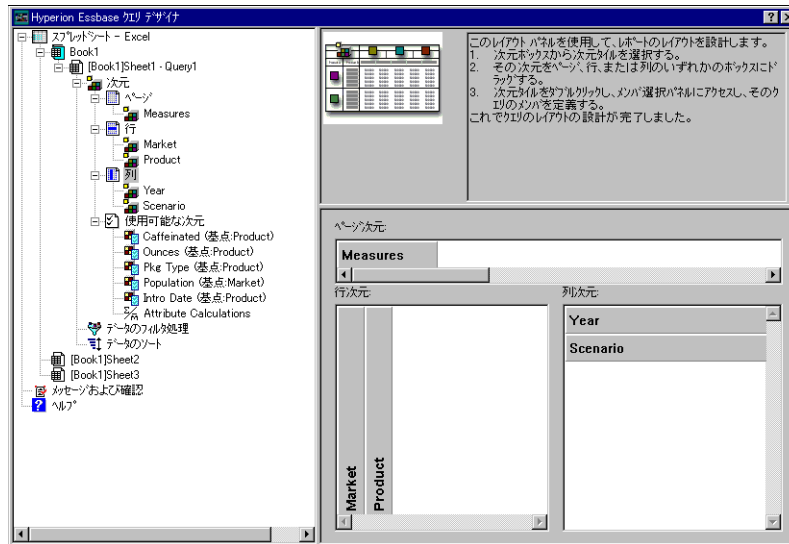 Hyperion Essbase クエリ デザイナ
スプレッドシート - Excel
Book1
[Book1]Sheet1 - Query1
次元
ページ
Measures
行
Market
Product
列
Year
Scenario
使用可能な次元
Caffeinated (基点:Product)
Ounces (基点:Product)
Pkg Type (基点:Product)
Population (基点:Market)
Intro Date (基点:Product)
Attribute Calculations
データのフィルタ処理
データのソート
[Book1]Sheet2
[Book1]Sheet3
メッセージおよび確認
ヘルプ
このレイアウト パネルを使用して、レポートのレイアウトを設計します。
1. 次元ボックスから次元タイルを選択する。
2. その次元をページ、行、または列のいずれかのボックスにド
ラッグする。
3. 次元タイルをダブルクリックし、メンバ選択パネルにアクセスし、そのク
エリのメンバを定義する。
これでクエリのレイアウトの設計が完了しました。
ページ次元:
Measures
行次元:
Market
Product
列次元:
Year
Scenario